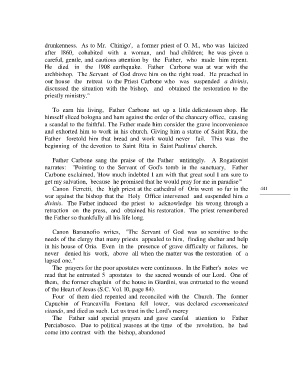 drunkenness. As to Mr. Chinigo', a former priest of O. M., who was laicized
after 1860, cohabited with a woman, and had children; he was given a
careful, gentle, and cautious attention by the Father, who made him repent.
He died in the 1908 earthquake. Father Carbone was at war with the
archbishop. The Servant of God drove him on the right road. He preached in
our house the retreat to the Priest Carbone who was suspended a divinis,
discussed the situation with the bishop, and obtained the restoration to the
priestly ministry."
To earn his living, Father Carbone set up a little delicatessen shop. He
himself sliced bologna and ham against the order of the chancery office, causing
a scandal to the faithful. The Father made him consider the grave inconvenience
and exhorted him to work in his church. Giving him a statue of Saint Rita, the
Father foretold him that bread and work would never fail. This was the
beginning of the devotion to Saint Rita in Saint Paulinus' church.
Father Carbone sang the praise of the Father untiringly. A Rogationist
narrates: "Pointing to the Servant of God's tomb in the sanctuary, Father
Carbone exclaimed, 'How much indebted I am with that great soul I am sure to
get my salvation, because he promised that he would pray for me in paradise'"
Canon Ferretti, the high priest at the cathedral of Oria went so far in the
141
war against the bishop that the Holy Office intervened and suspended him a
divinis. The Father induced the priest to acknowledge his wrong through a
retraction on the press, and obtained his restoration. The priest remembered
the Father so thankfully all his life long.
Canon Barsanofio writes, "The Servant of God was so sensitive to the
needs of the clergy that many priests appealed to him, finding shelter and help
in his house of Oria. Even in the presence of grave difficulty or failures, he
never denied his work, above all when the matter was the restoration of a
lapsed one."
The prayers for the poor apostates were continuous. In the Father's notes we
read that he entrusted 5 apostates to the sacred wounds of our Lord. One of
them, the former chaplain of the house of Giardini, was entrusted to the wound
of the Heart of Jesus (S.C. Vol. 10, page 84).
Four of them died repented and reconciled with the Church. The former
Capuchin of Francavilla Fontana fell lower, was declared excomunicated
vitandis, and died as such. Let us trust in the Lord's mercy
The Father said special prayers and gave careful attention to Father
Perciabosco. Due to political reasons at the time of the revolution, he had
come into contrast with the bishop, abandoned